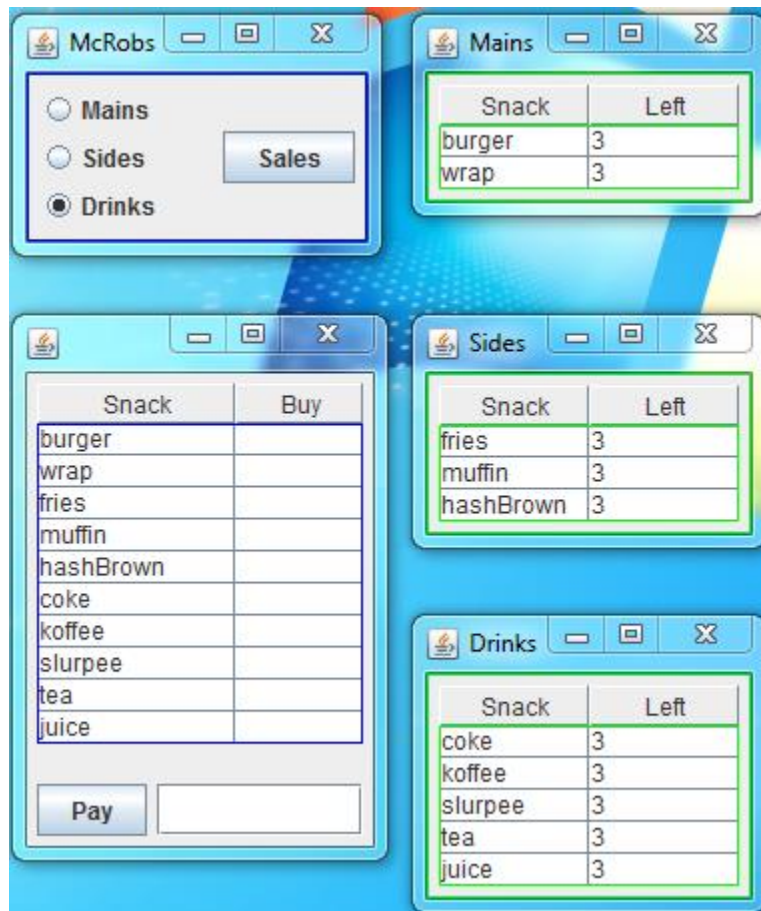 McRobs
Mains
Sides
Sales
Drinks
Mains
Snack Left
burger 3
wrap 3
Snack Buy
burger
wrap
fries
muffin
hashBrown
coke
koffee
slurpee
tea
juice
Pay
Sides
Snack Left
fries 3
muffin 3
hashBrown 3
Drinks
Snack Left
coke 3
koffee 3
slurpee 3
tea 3
juice 3